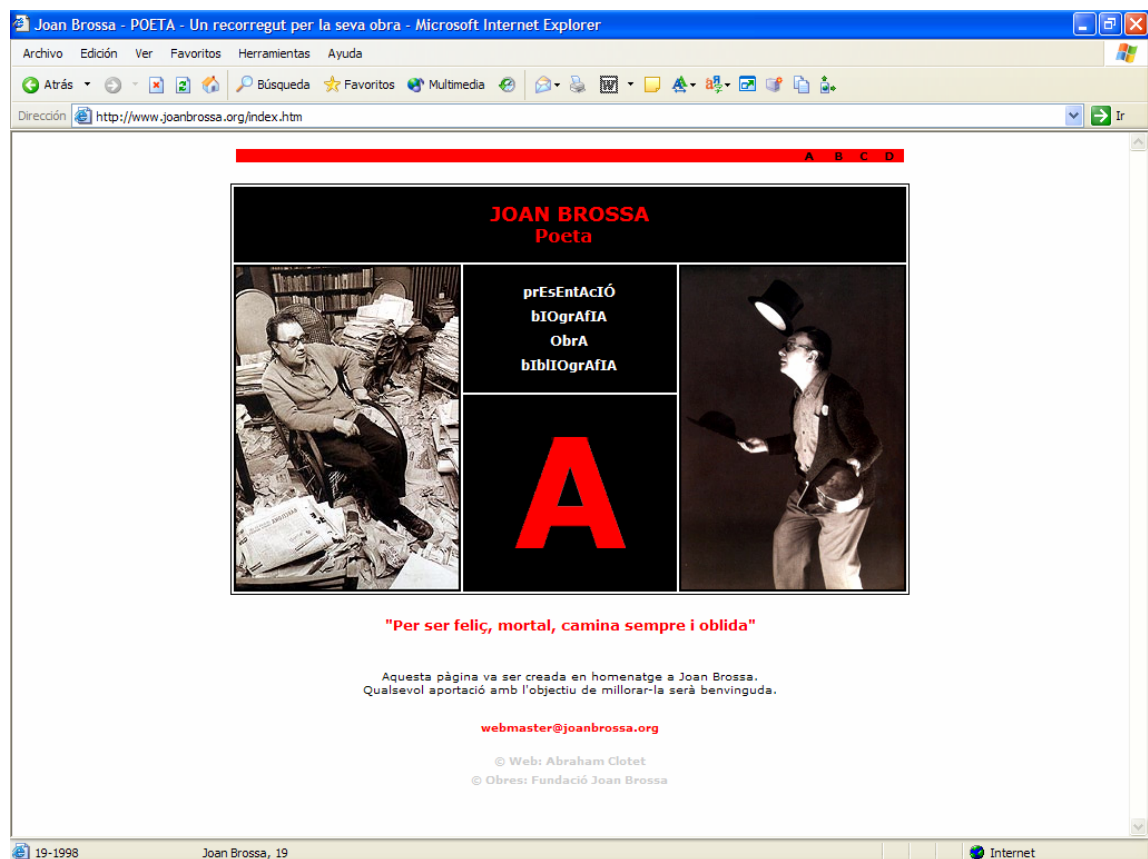 Joan Brossa - POETA - Un recorregut per la seva obra - Microsoft Internet Explorer
Archivo Edición Ver Favoritos Herramientas Ayuda
Atrás Búsqueda Favoritos Multimedia
Dirección http://www.joanbrossa.org/index.htm Ir
A B C D
JOAN BROSSA
Poeta
prEsEntAcIÓ
bIOgrAfIA
ObrA
bIblIOgrAfIA
A
"Per ser feliç, mortal, camina sempre i oblida"
Aquesta pàgina va ser creada en homenatge a Joan Brossa.
Qualsevol aportació amb l'objectiu de millorar-la serà benvinguda.
webmaster@joanbrossa.org
© Web: Abraham Clotet
© Obres: Fundació Joan Brossa
19-1998 Joan Brossa, 19 Internet